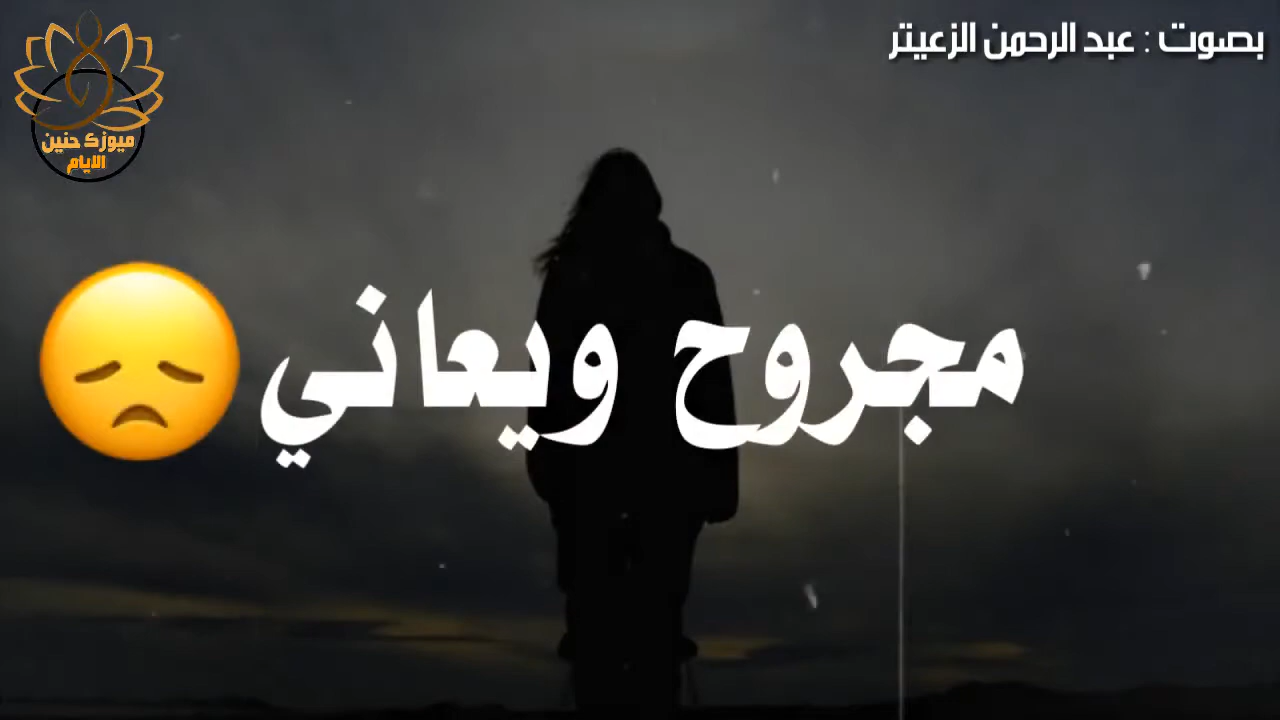 بصوت : عبد الرحمن الزعيتر
ميوزك حنين
الايام
مجروح ويعاني 😞